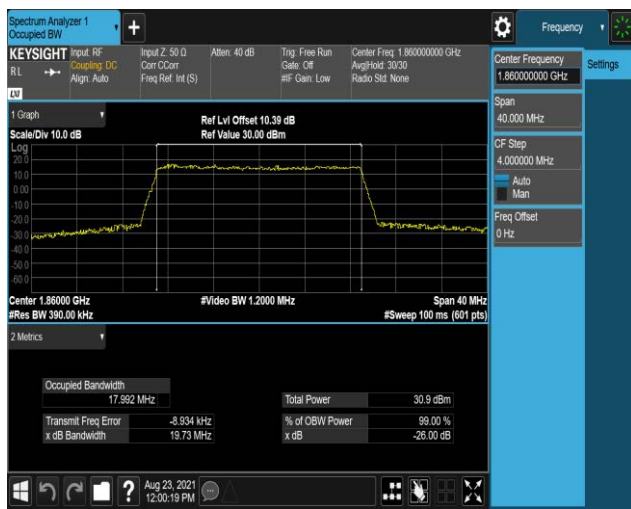 Spectrum Analyzer 1
Occupied BW
+
Frequency
KEYSIGHT
RL
LXI
Input: RF
Coupling: DC
Align: Auto
Input Z: 50 Ω
Corr CCorr
Freq Ref: Int (S)
Atten: 40 dB
Trig: Free Run
Gate: Off
#IF Gain: Low
Center Freq: 1.860000000 GHz
Avg|Hold: 30/30
Radio Std: None
Center Frequency
1.860000000 GHz
Settings
Span
40.000 MHz
CF Step
4.000000 MHz
Auto
Man
Freq Offset
0 Hz
1 Graph
Scale/Div 10.0 dB
Ref Lvl Offset 10.39 dB
Ref Value 30.00 dBm
Log
20.0
10.0
0.00
-10.0
-20.0
-30.0
-40.0
-50.0
-60.0
Center 1.86000 GHz
#Res BW 390.00 kHz
#Video BW 1.2000 MHz
Span 40 MHz
#Sweep 100 ms (601 pts)
2 Metrics
Occupied Bandwidth
17.992 MHz
Transmit Freq Error -8.934 kHz
x dB Bandwidth 19.73 MHz
Total Power 30.9 dBm
% of OBW Power 99.00 %
x dB -26.00 dB
?
Aug 23, 2021
12:00:19 PM